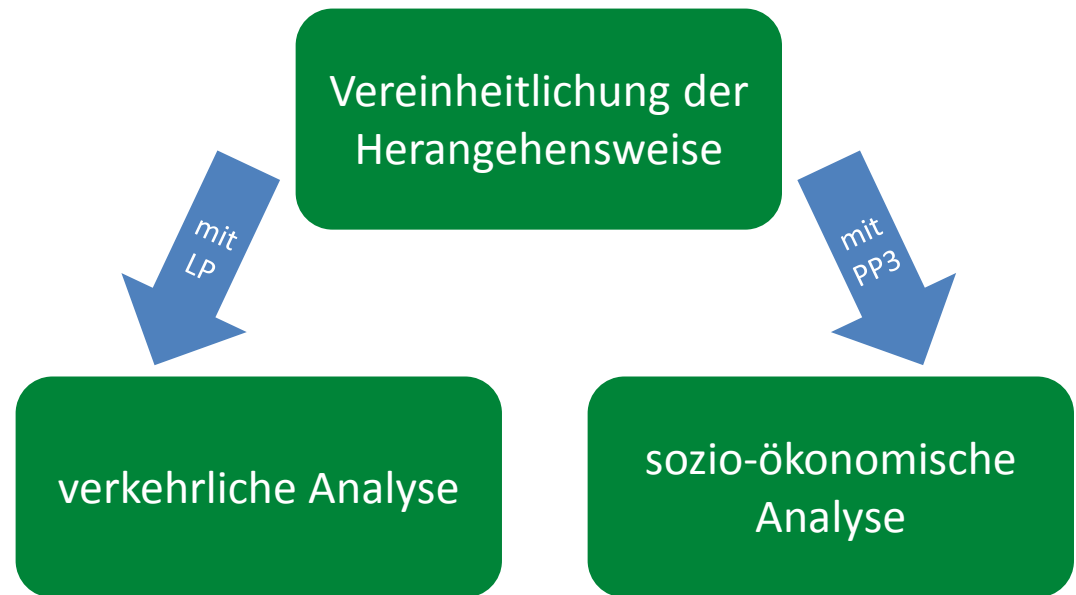 Vereinheitlichung der
Herangehensweise
mit
LP
mit
PP3
verkehrliche Analyse
sozio-ökonomische
Analyse